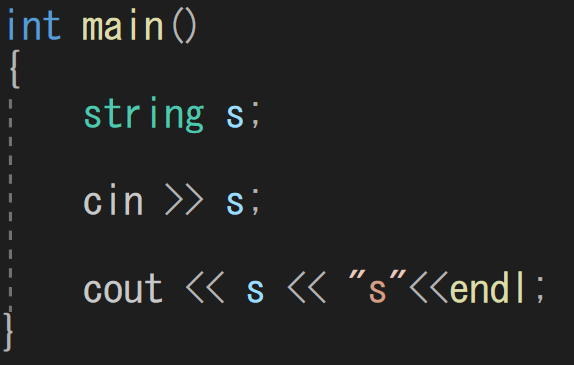 int main()
{
string s;
cin >> s;
cout << s << "s"<<endl;
}